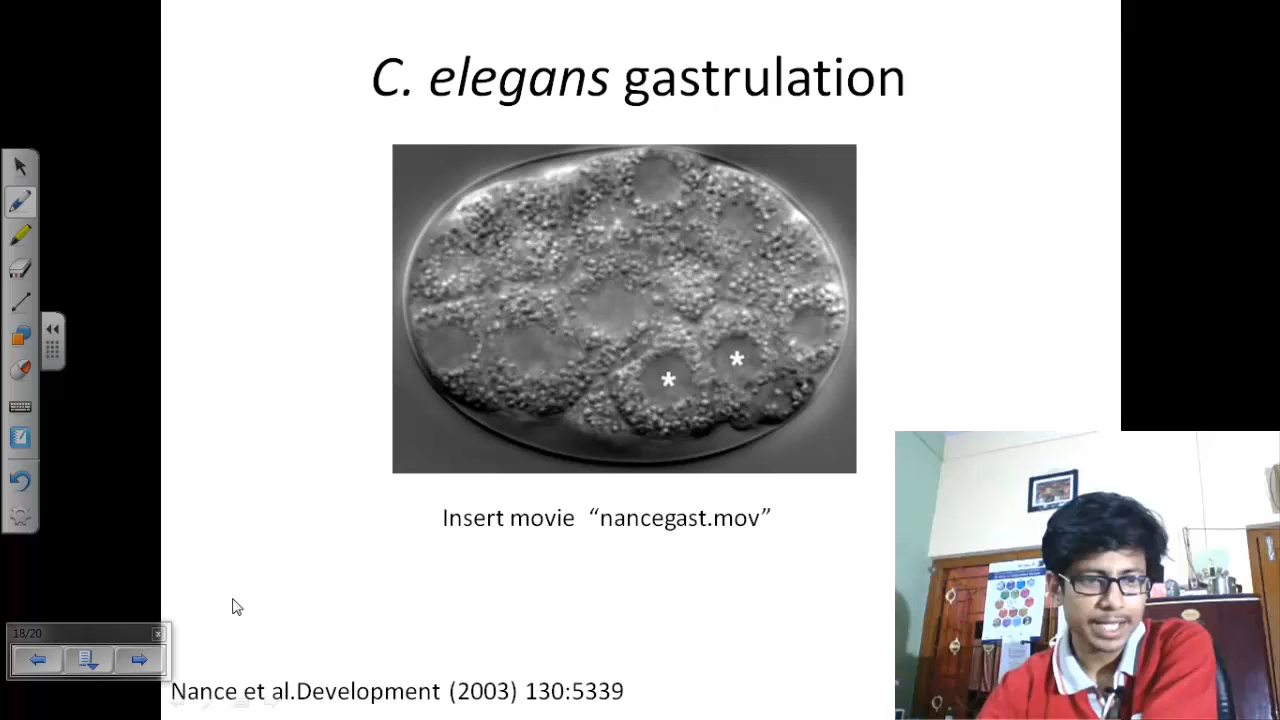 C. elegans gastrulation
* *
Insert movie “nancegast.mov”
18/20
Nance et al.Development (2003) 130:5339